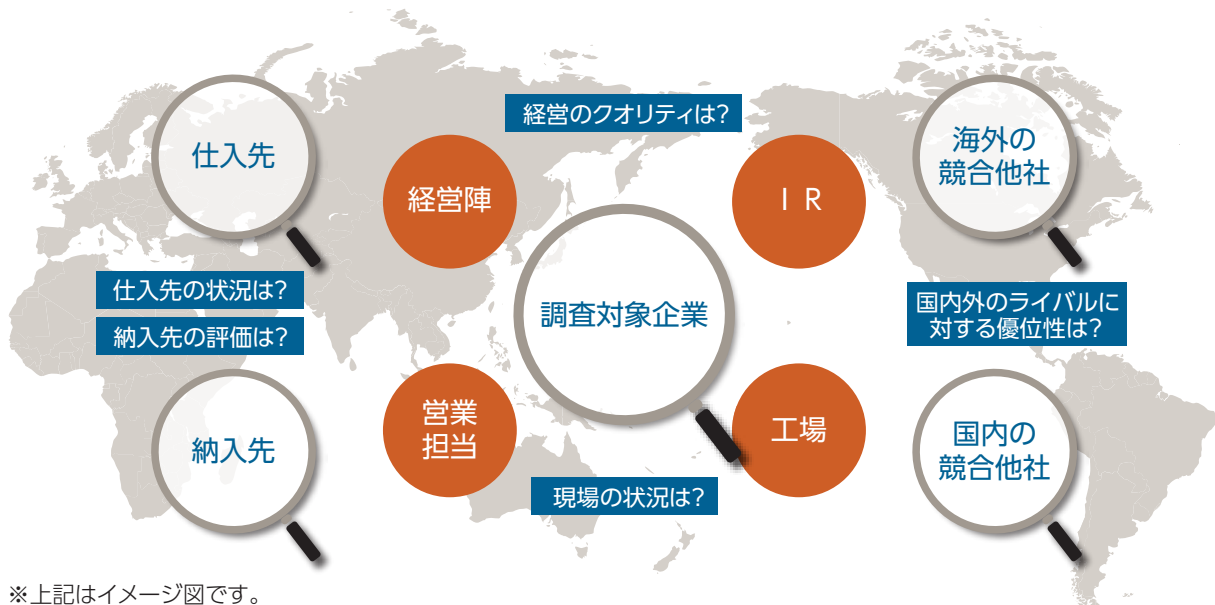 経営のクオリティは?
仕入先
経営陣
I R
海外の
競合他社
調査対象企業
仕入先の状況は?
納入先の評価は?
国内外のライバルに
対する優位性は?
納入先
営業
担当
工場
国内の
競合他社
現場の状況は?
※上記はイメージ図です。